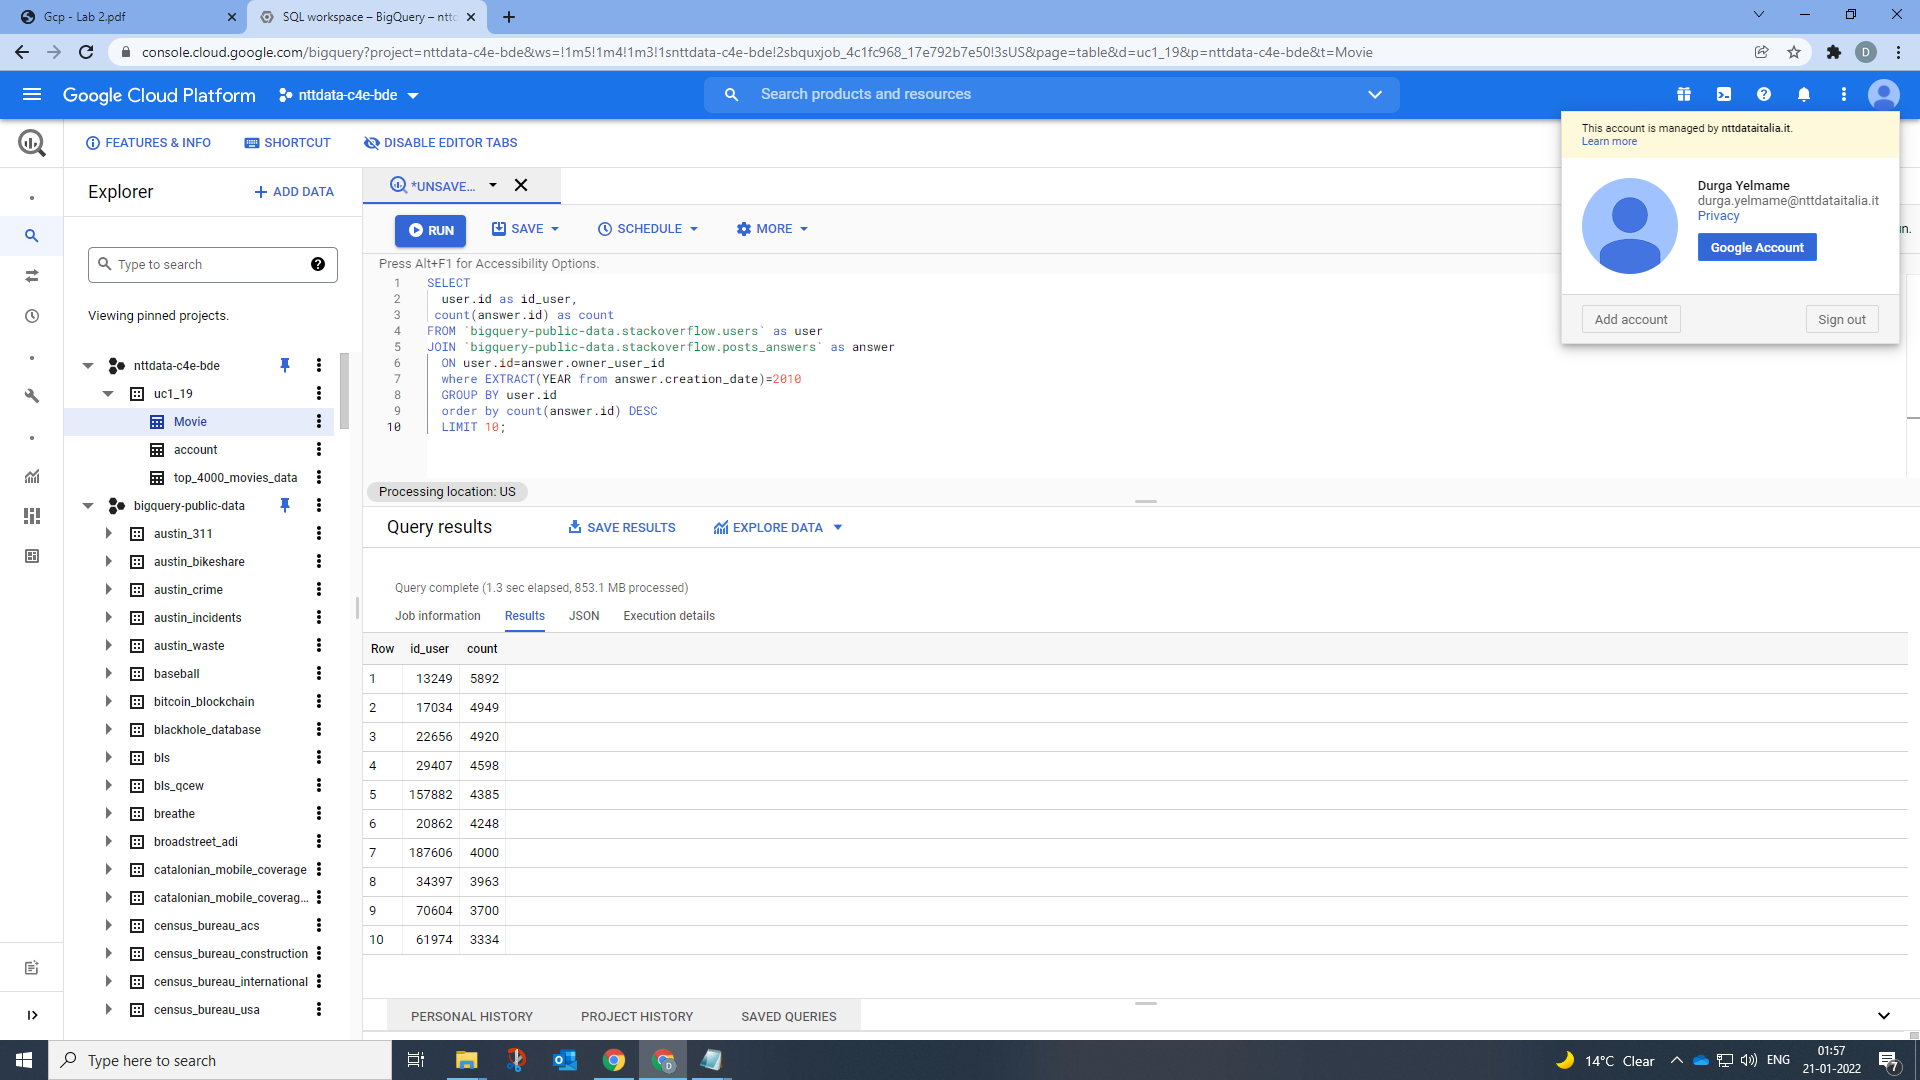 Gcp - Lab 2.pdf
SQL workspace – BigQuery – nttd
console.cloud.google.com/bigquery?project=nttdata-c4e-bde&ws=!1m5!1m4!1m3!1snttdata-c4e-bde!2sbquxjob_4c1fc968_17e792b7e50!3sUS&page=table&d=uc1_19&p=nttdata-c4e-bde&t=Movie
D
Google Cloud Platform
nttdata-c4e-bde
Search products and resources
FEATURES & INFO
SHORTCUT
DISABLE EDITOR TABS
This account is managed by nttdataitalia.it.
Learn more
Durga Yelmame
durga.yelmame@nttdataitalia.it
Privacy
Google Account
Add account
Sign out
Explorer
ADD DATA
Type to search
Viewing pinned projects.
nttdata-c4e-bde
uc1_19
Movie
account
top_4000_movies_data
bigquery-public-data
austin_311
austin_bikeshare
austin_crime
austin_incidents
austin_waste
baseball
bitcoin_blockchain
blackhole_database
bls
bls_qcew
breathe
broadstreet_adi
catalonian_mobile_coverage
catalonian_mobile_coverag...
census_bureau_acs
census_bureau_construction
census_bureau_international
census_bureau_usa
*UNSAVE...
RUN
SAVE
SCHEDULE
MORE
n.
Press Alt+F1 for Accessibility Options.
1 SELECT
2 user.id as id_user,
3 count(answer.id) as count
4 FROM `bigquery-public-data.stackoverflow.users` as user
5 JOIN `bigquery-public-data.stackoverflow.posts_answers` as answer
6 ON user.id=answer.owner_user_id
7 where EXTRACT(YEAR from answer.creation_date)=2010
8 GROUP BY user.id
9 order by count(answer.id) DESC
10 LIMIT 10;
Processing location: US
Query results
SAVE RESULTS
EXPLORE DATA
Query complete (1.3 sec elapsed, 853.1 MB processed)
Job information
Results
JSON
Execution details
Row id_user count
1 13249 5892
2 17034 4949
3 22656 4920
4 29407 4598
5 157882 4385
6 20862 4248
7 187606 4000
8 34397 3963
9 70604 3700
10 61974 3334
PERSONAL HISTORY
PROJECT HISTORY
SAVED QUERIES
Type here to search
D
14°C Clear
ENG
01:57
21-01-2022
7